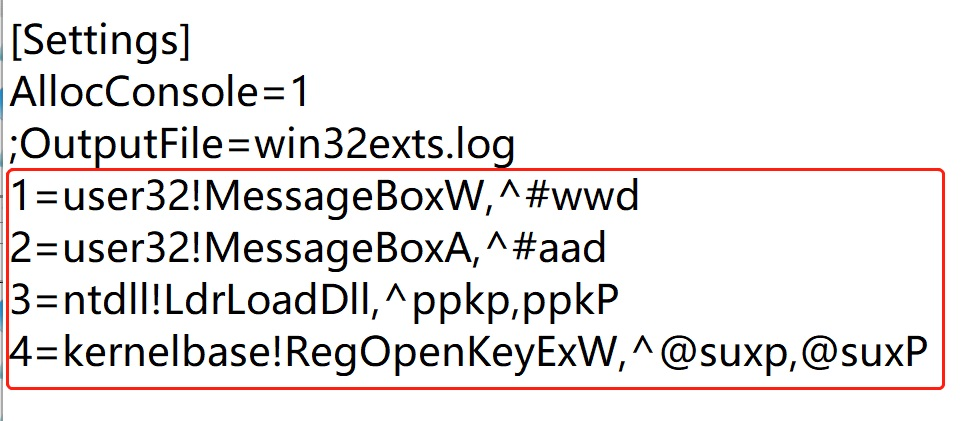 [Settings]
AllocConsole=1
;OutputFile=win32exts.log
1=user32!MessageBoxW,^#wwd
2=user32!MessageBoxA,^#aad
3=ntdll!LdrLoadDll,^ppkp,ppkP
4=kernelbase!RegOpenKeyExW,^@suxp,@suxP